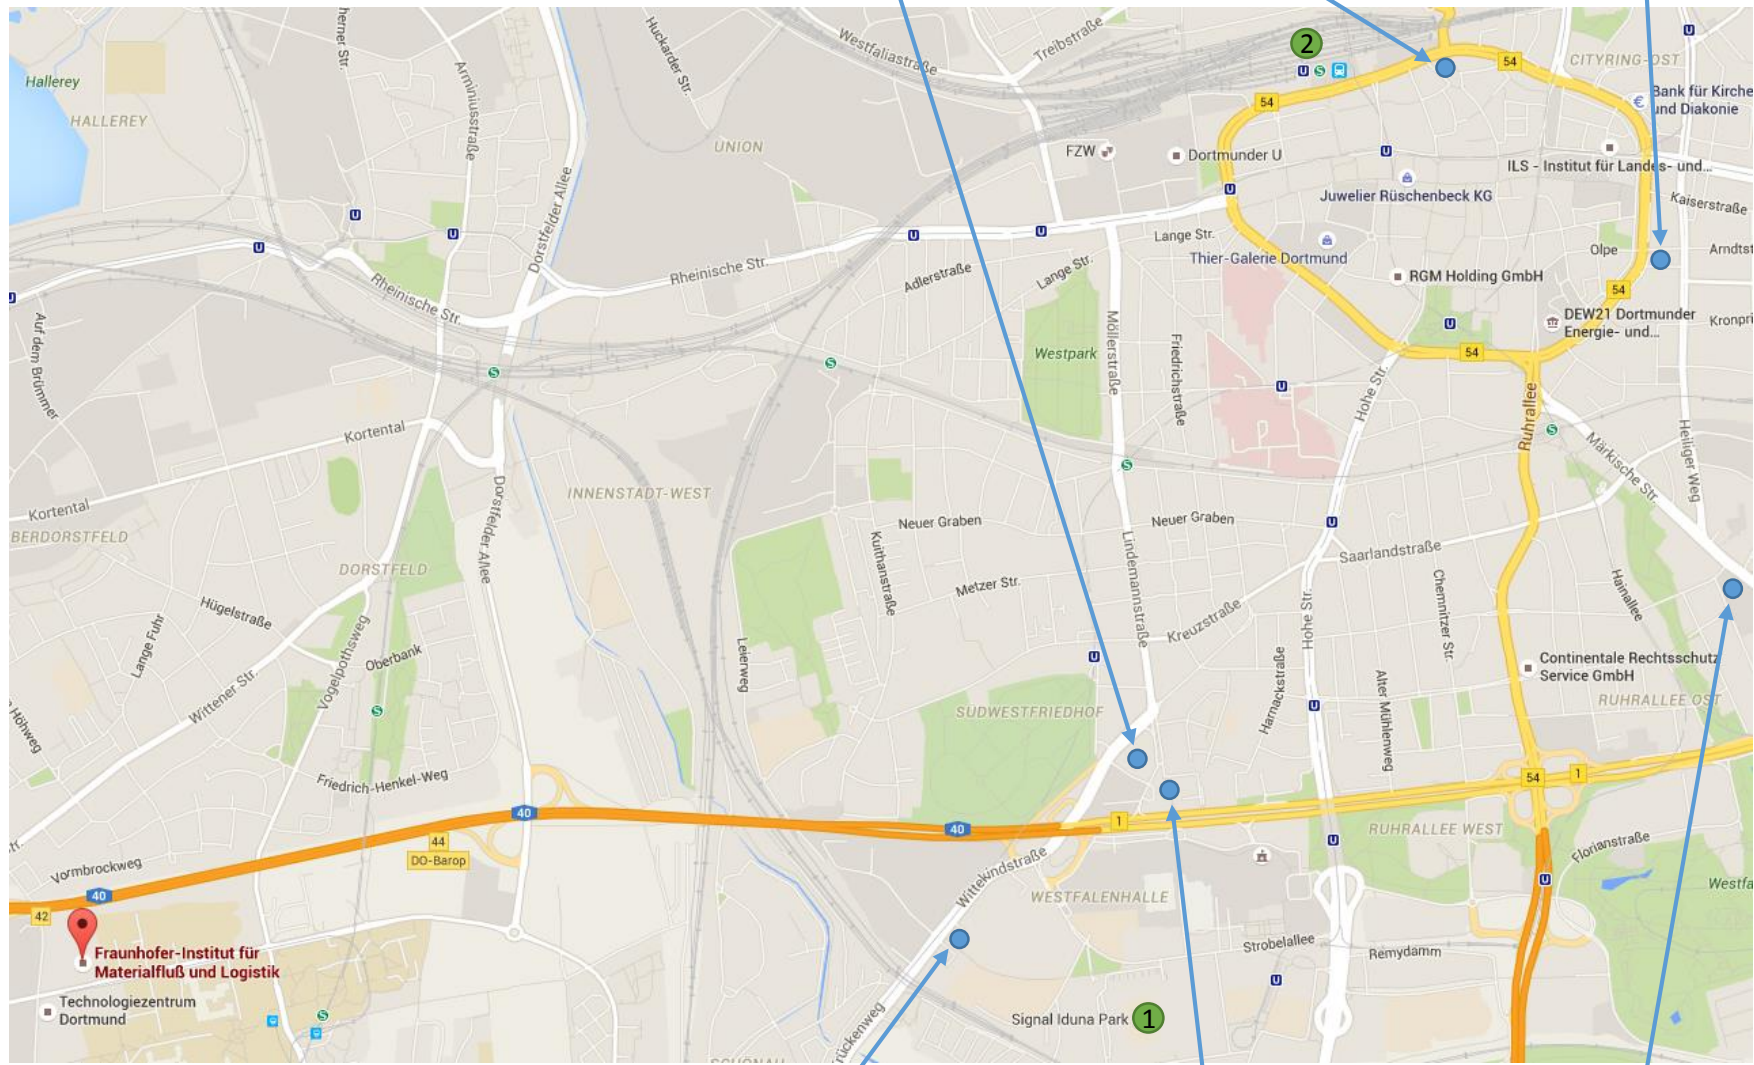 2
Hallerey
HALLEREY
Arminiusstraße
Huckarder Str.
Westfaliastraße
Treibstraße
54
54
CITYRING-OST
Bank für Kirche
und Diakonie
UNION
FZW
Dortmunder U
ILS - Institut für Landes- und...
Juwelier Rüschenbeck KG
Kaiserstraße
Dorstfelder Allee
Lange Str.
Olpe
Thier-Galerie Dortmund
RGM Holding GmbH
Rheinische Str.
Adlerstraße
Lange Str.
Rheinische Str.
54
DEW21 Dortmunder
Energie- und...
Auf dem Brümmer
Möllerstraße
Westpark
Friedrichstraße
54
Hohe Str.
Ruhrallee
Kortental
Märkische Str.
Heiliger Weg
Kortental
INNENSTADT-WEST
Dorstfelder Allee
Neuer Graben
Neuer Graben
Kuithanstraße
Lindemannstraße
Saarlandstraße
DORSTFELD
Metzer Str.
Hainallee
Chemnitzer Str.
Hügelstraße
Lange Fuhr
Kreuzstraße
Hohe Str.
Vogelpothsweg
Oberbank
Leierweg
Wittener Str.
Harnackstraße
Continentale Rechtsschutz
Service GmbH
RUHRALLEE OST
SÜDWESTFRIEDHOF
Alter Mühlenweg
Höhweg
Friedrich-Henkel-Weg
54
1
40
1
40
44
DO-Barop
RUHRALLEE WEST
Florianstraße
Vormbrockweg
Wittekindstraße
40
WESTFALENHALLE
42
Fraunhofer-Institut für
Materialfluß und Logistik
Strobelallee
Remydamm
Technologiezentrum
Dortmund
Signal Iduna Park
1